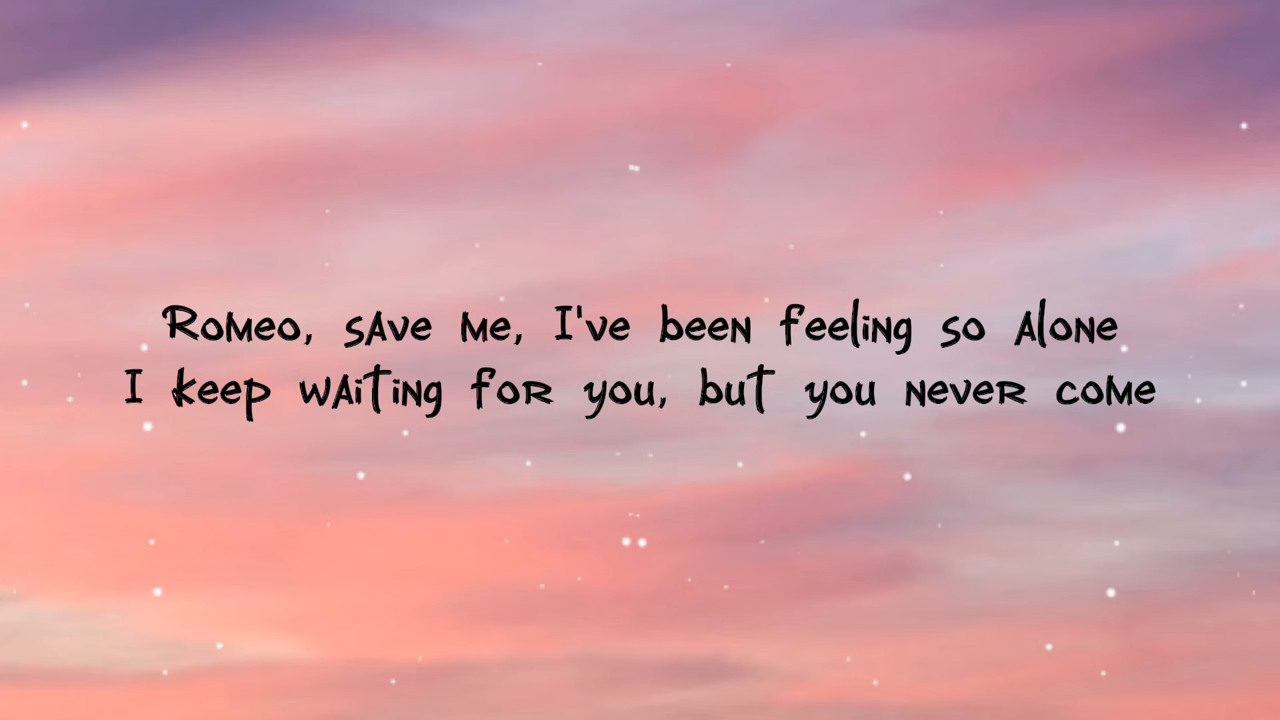 Romeo, save me, I've been feeling so alone
I keep waiting for you, but you never come